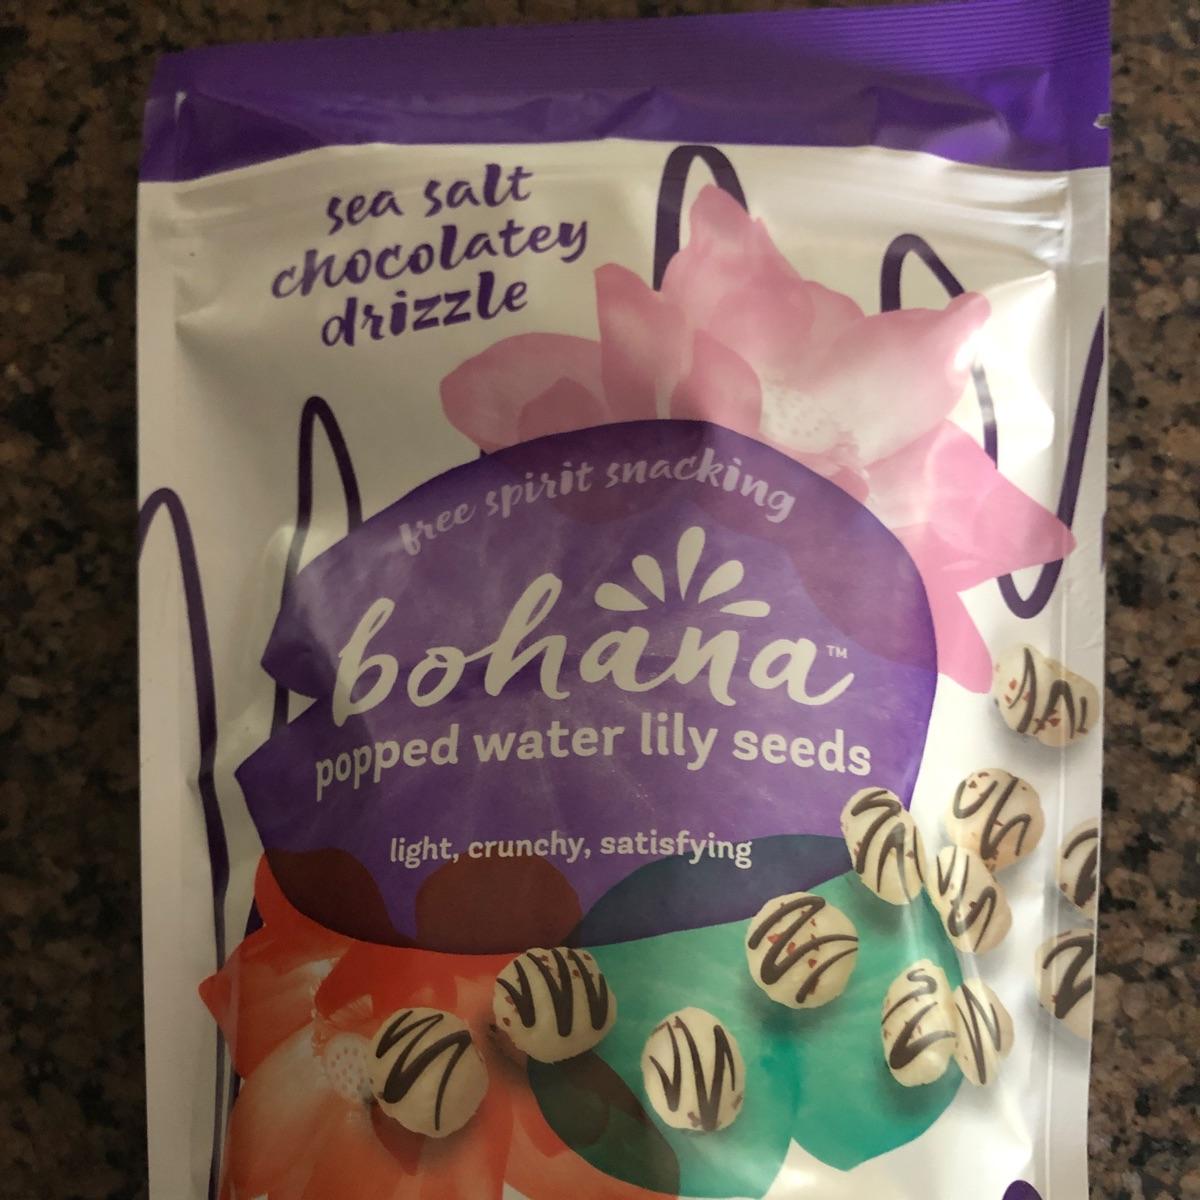 sea salt
chocolatey
drizzle
free spirit snacking
bohana™
popped water lily seeds
light, crunchy, satisfying